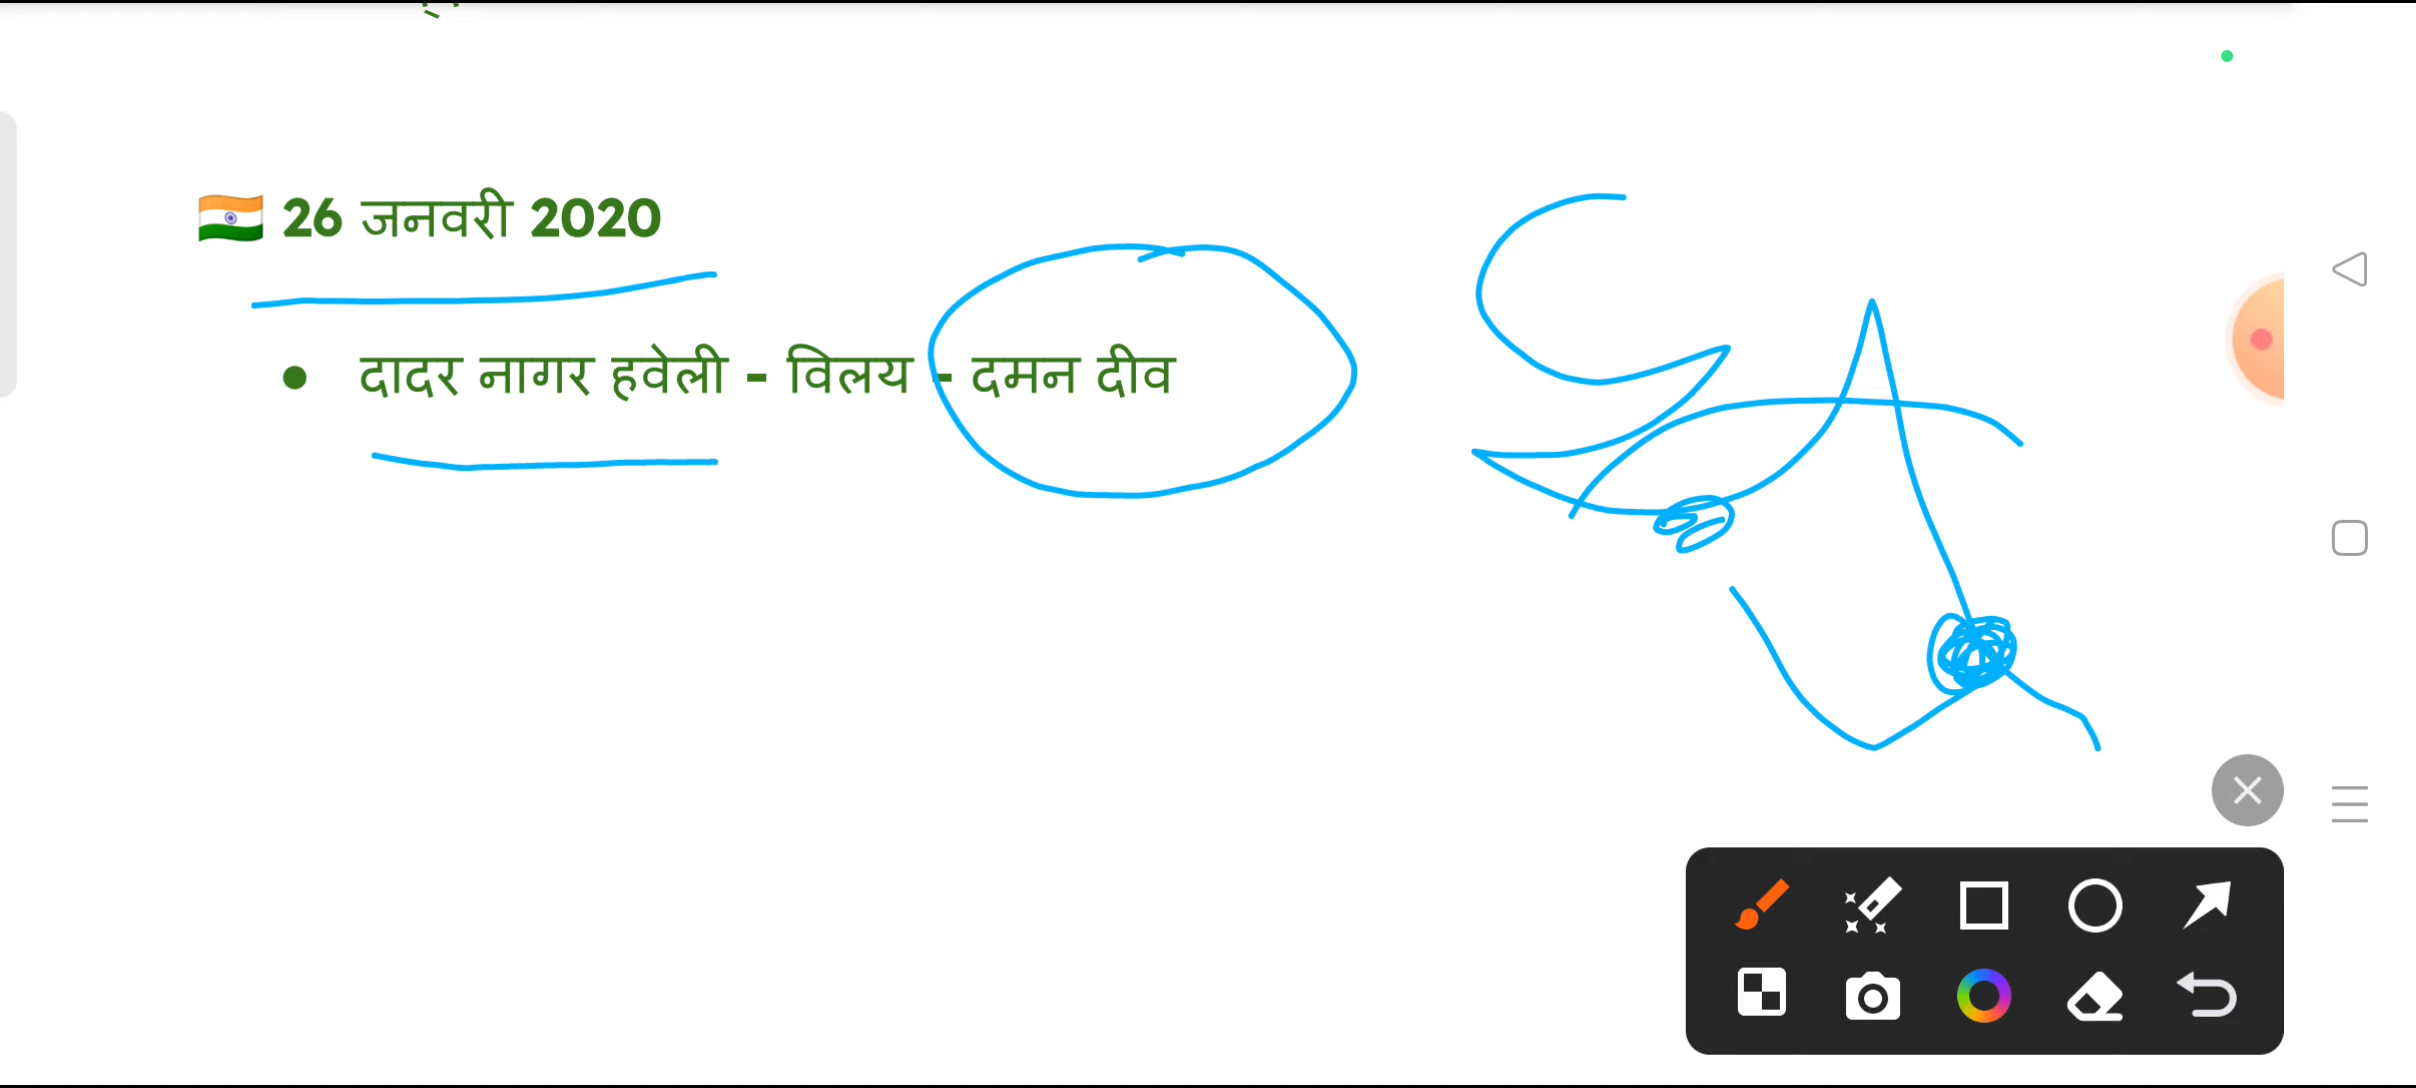 26 जनवरी 2020
• दादर नागर हवेली - विलय - दमन दीव